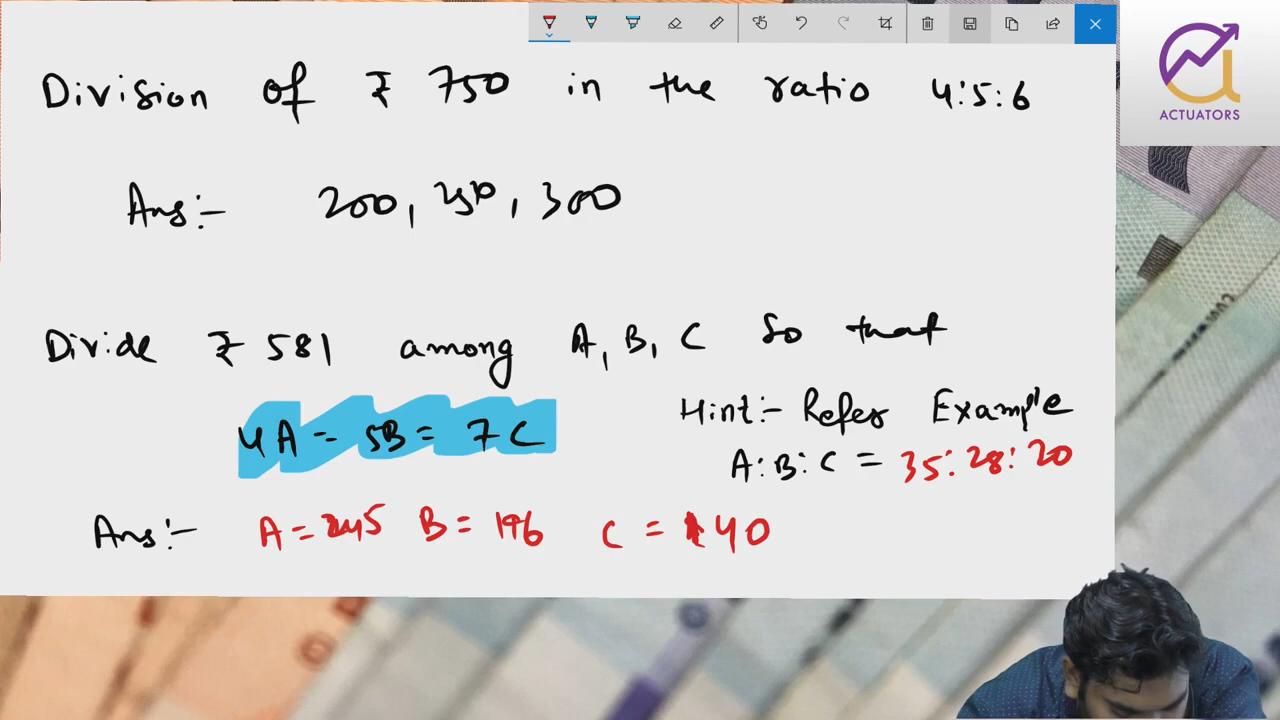 Division of ₹ 750 in the ratio 4:5:6
ACTUATORS
Ans:- 200, 250, 300
Divide ₹ 581 among A, B, C So that
4A = 5B = 7C
Hint:- Refer Example
A:B:C = 35:28:20
Ans:- A = 245 B = 196 C = 140